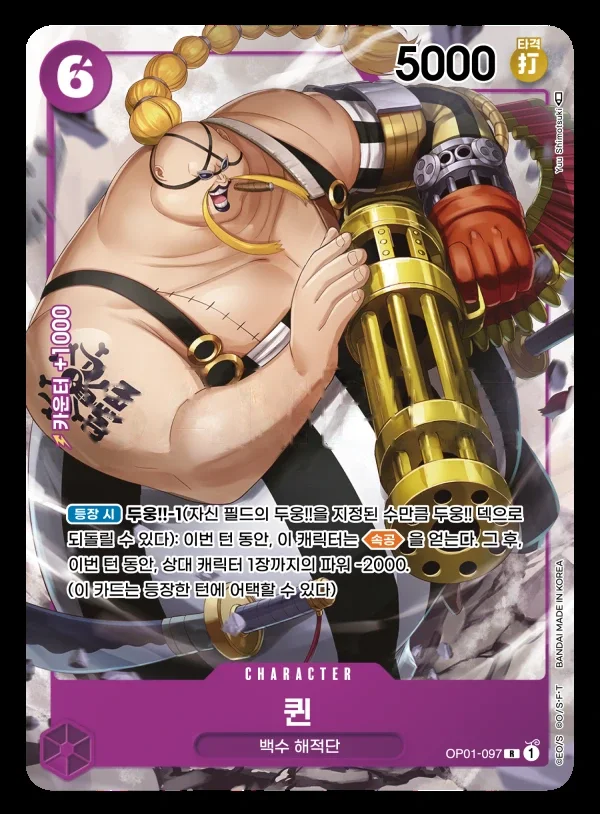 6
5000
타격
打
Yuu Shimotsuki
카운터 +1000
등장 시 두웅!!-1(자신 필드의 두웅!!을 지정된 수만큼 두웅!! 덱으로
되돌릴 수 있다): 이번 턴 동안, 이 캐릭터는 속공 을 얻는다. 그 후,
이번 턴 동안, 상대 캐릭터 1장까지의 파워 -2000.
(이 카드는 등장한 턴에 어택할 수 있다)
©E.O/S ©O/S·F·T BANDAI MADE IN KOREA
CHARACTER
퀸
백수 해적단
OP01-097 R 1